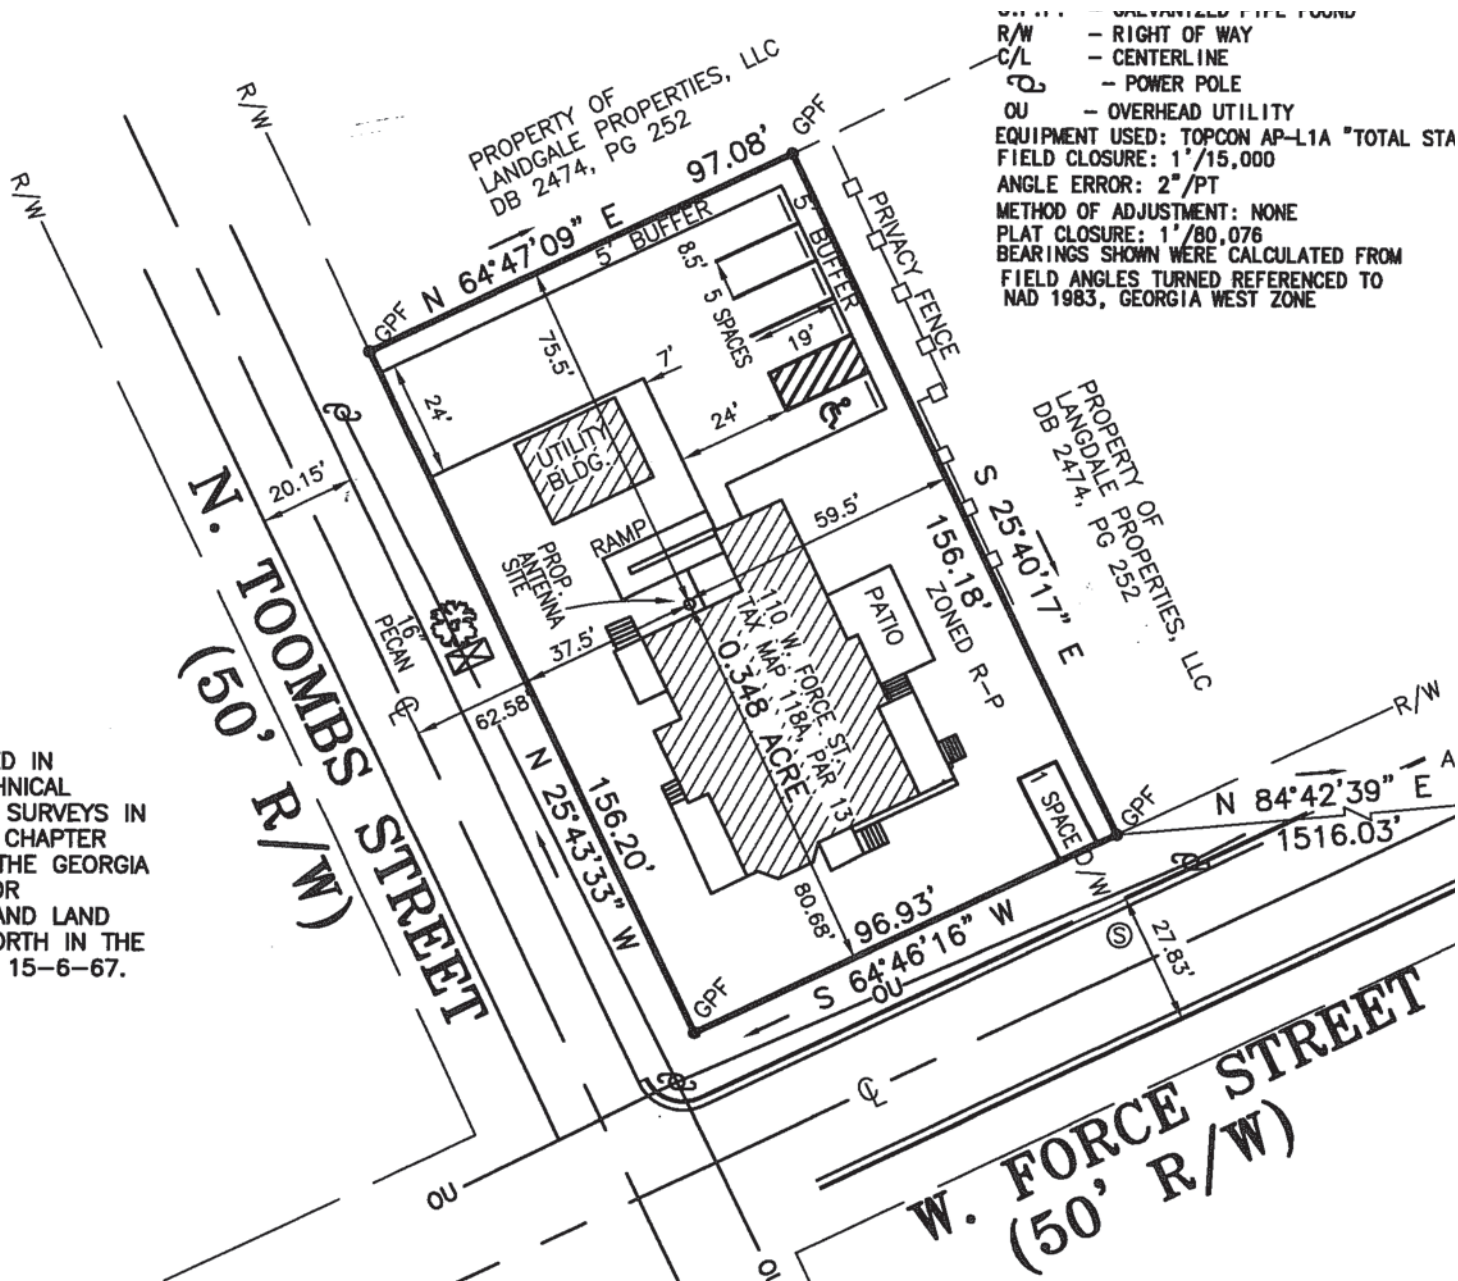 R/W – RIGHT OF WAY
C/L – CENTERLINE
– POWER POLE
OU – OVERHEAD UTILITY
EQUIPMENT USED: TOPCON AP–L1A "TOTAL STA
FIELD CLOSURE: 1'/15,000
ANGLE ERROR: 2"/PT
METHOD OF ADJUSTMENT: NONE
PLAT CLOSURE: 1'/80,076
BEARINGS SHOWN WERE CALCULATED FROM
FIELD ANGLES TURNED REFERENCED TO
NAD 1983, GEORGIA WEST ZONE
R/W
R/W
PROPERTY OF
LANDGALE PROPERTIES, LLC
DB 2474, PG 252
GPF
N 64°47'09" E
97.08'
GPF
5' BUFFER
5' BUFFER
PRIVACY FENCE
8.5'
5 SPACES
19'
75.5'
7'
24'
24'
UTILITY
BLDG.
RAMP
PROP.
ANTENNA
SITE
59.5'
37.5'
20.15'
16"
PECAN
C/L
62.58'
N. TOOMBS STREET
(50' R/W)
N 25°43'33" W
156.20'
110 W. FORCE ST.
TAX MAP 118A, PAR 13
0.348 ACRE
PATIO
ZONED R–P
156.18'
S 25°40'17" E
PROPERTY OF
LANGDALE PROPERTIES, LLC
DB 2474, PG 252
R/W
1 SPACE
D/W
GPF
N 84°42'39" E
1516.03'
A
80.68'
96.93'
S 64°46'16" W
GPF
OU
S
27.83'
C/L
W. FORCE STREET
(50' R/W)
OU
OU
ED IN
HNICAL
SURVEYS IN
CHAPTER
THE GEORGIA
OR
AND LAND
ORTH IN THE
15–6–67.